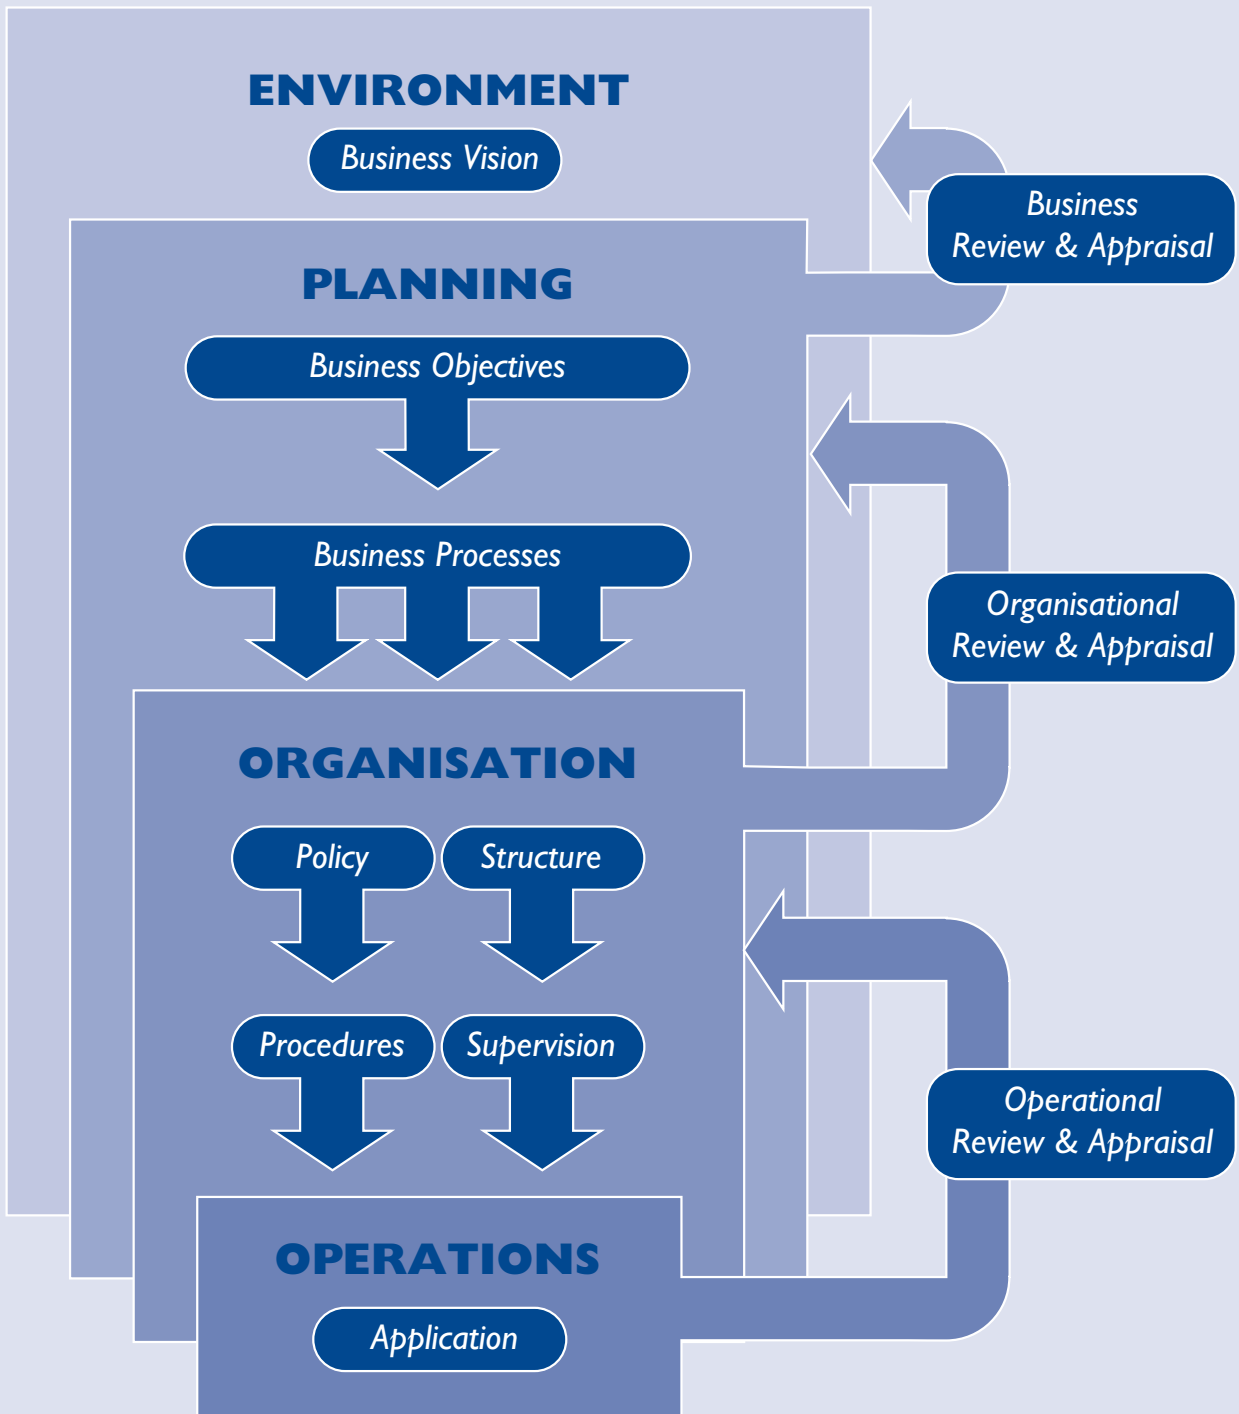 ENVIRONMENT
Business Vision
Business
Review & Appraisal
PLANNING
Business Objectives
Business Processes
Organisational
Review & Appraisal
ORGANISATION
Policy
Structure
Procedures
Supervision
Operational
Review & Appraisal
OPERATIONS
Application